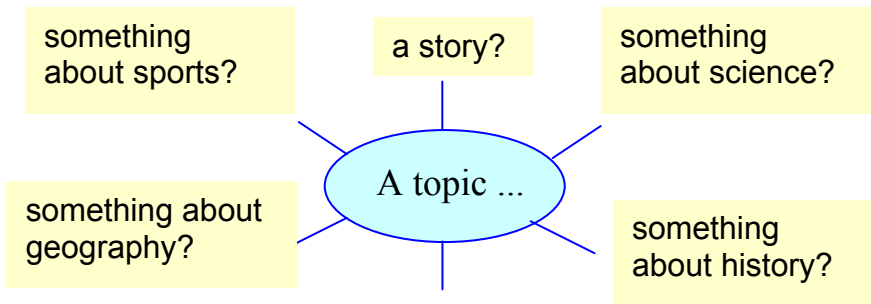 something
about sports?
a story?
something
about science?
A topic ...
something about
geography?
something
about history?